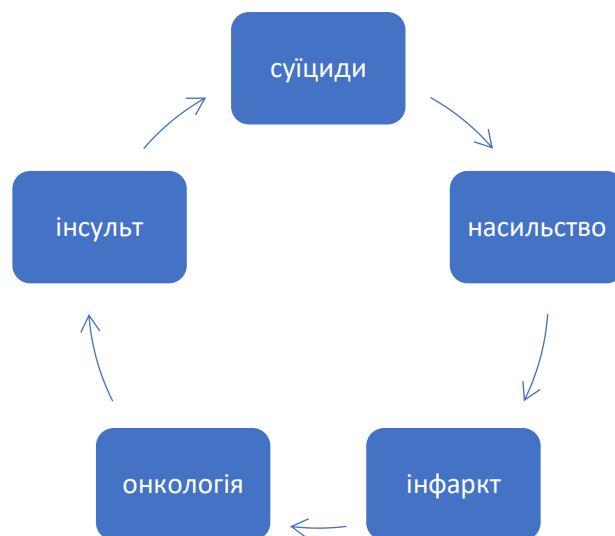 суїциди
насильство
інфаркт
онкологія
інсульт